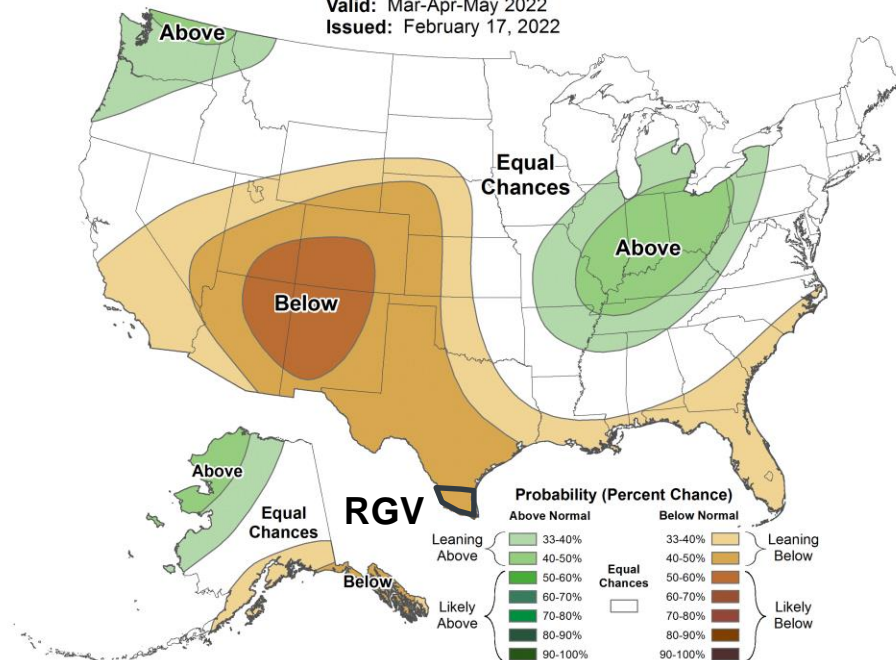 Valid: Mar-Apr-May 2022
Issued: February 17, 2022
Above
Equal
Chances
Above
Below
Above
Equal
Chances
Below
RGV
Probability (Percent Chance)
Above Normal
Below Normal
Leaning
Above
33-40%
40-50%
Likely
Above
50-60%
60-70%
70-80%
80-90%
90-100%
Equal
Chances
33-40%
40-50%
Leaning
Below
50-60%
60-70%
70-80%
80-90%
90-100%
Likely
Below